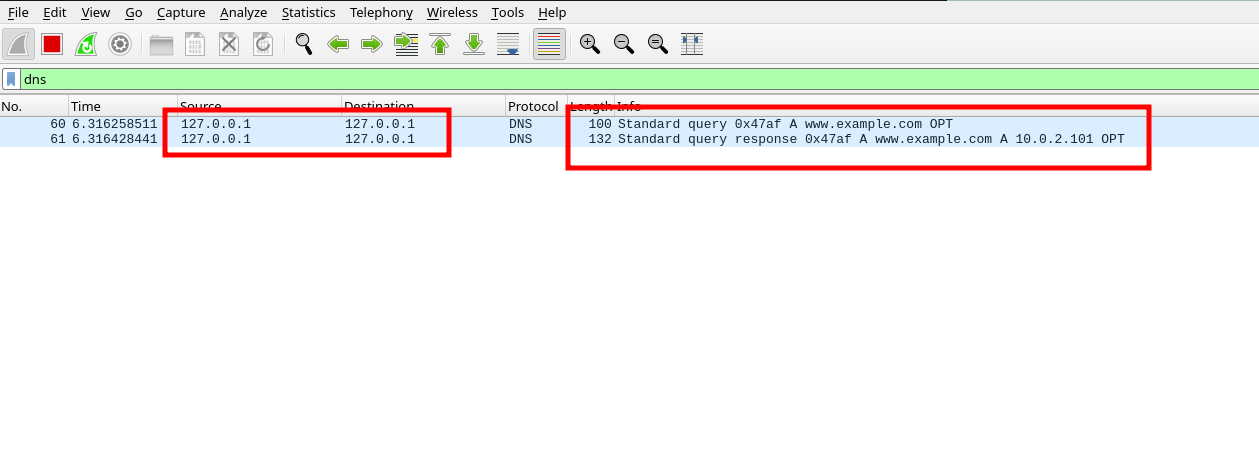 File Edit View Go Capture Analyze Statistics Telephony Wireless Tools Help
dns
No. Time Source Destination Protocol Length Info
60 6.316258511 127.0.0.1 127.0.0.1 DNS 100 Standard query 0x47af A www.example.com OPT
61 6.316428441 127.0.0.1 127.0.0.1 DNS 132 Standard query response 0x47af A www.example.com A 10.0.2.101 OPT